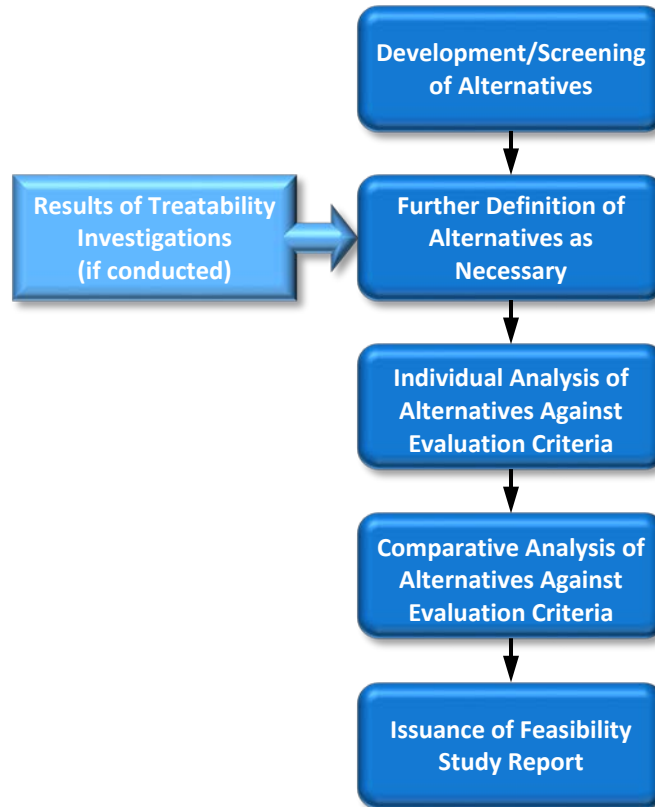 Development/Screening
of Alternatives
Results of Treatability
Investigations
(if conducted)
Further Definition of
Alternatives as
Necessary
Individual Analysis of
Alternatives Against
Evaluation Criteria
Comparative Analysis of
Alternatives Against
Evaluation Criteria
Issuance of Feasibility
Study Report